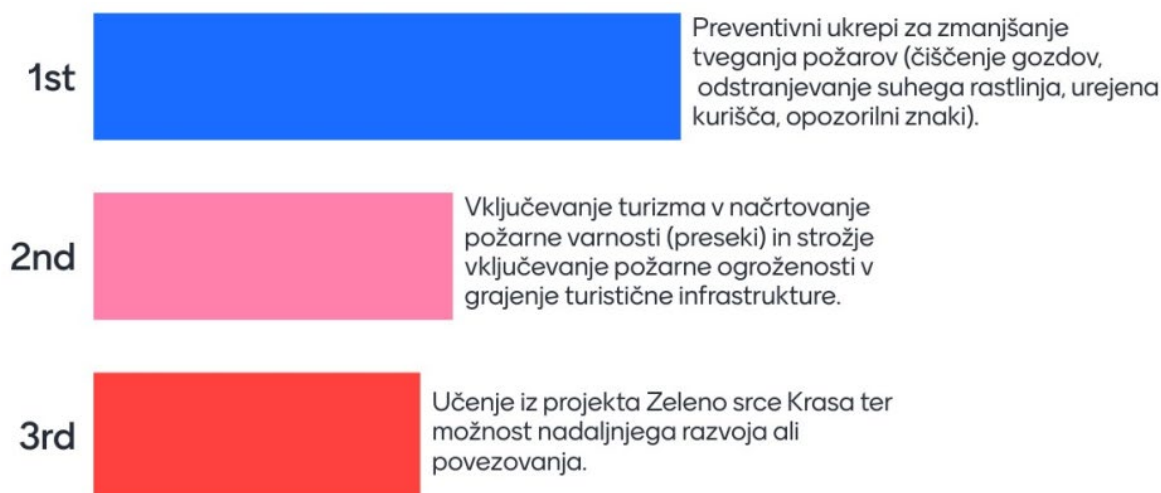 1st
Preventivni ukrepi za zmanjšanje
tveganja požarov (čiščenje gozdov,
odstranjevanje suhega rastlinja, urejena
kurišča, opozorilni znaki).
2nd
Vključevanje turizma v načrtovanje
požarne varnosti (preseki) in strožje
vključevanje požarne ogroženosti v
grajenje turistične infrastrukture.
3rd
Učenje iz projekta Zeleno srce Krasa ter
možnost nadaljnjega razvoja ali
povezovanja.